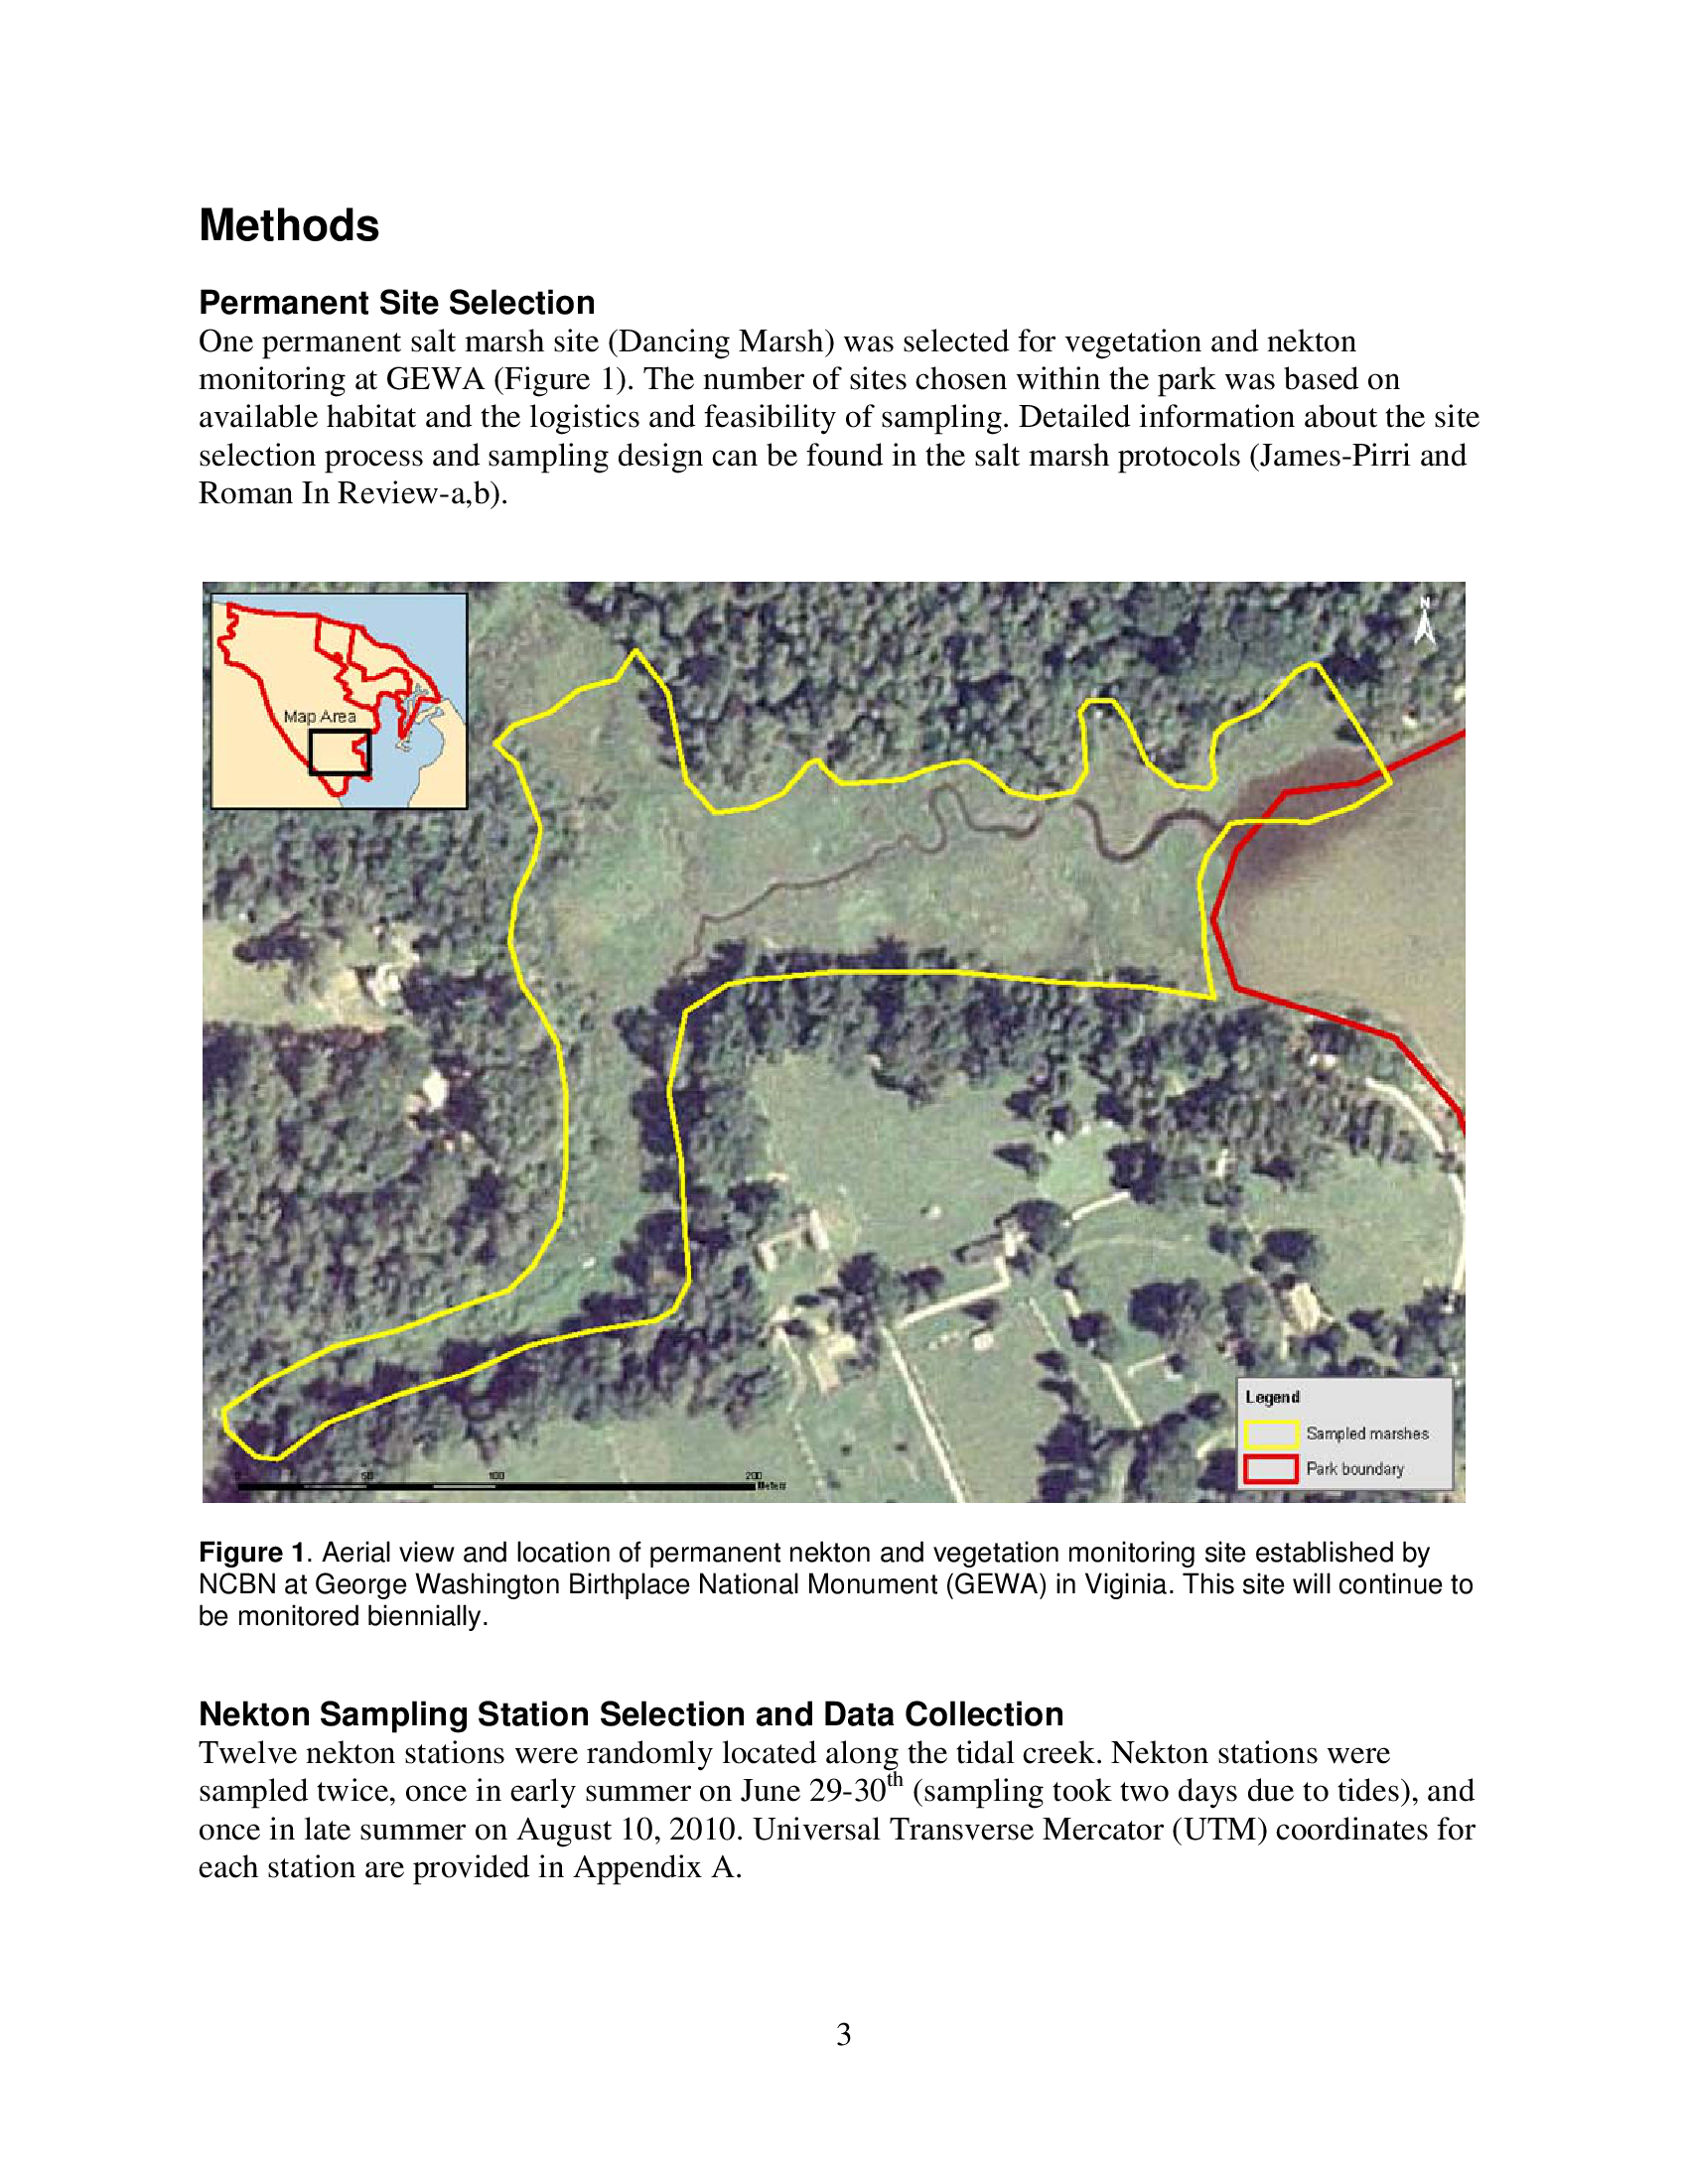 Methods
Permanent Site Selection
One permanent salt marsh site (Dancing Marsh) was selected for vegetation and nekton
monitoring at GEWA (Figure 1). The number of sites chosen within the park was based on
available habitat and the logistics and feasibility of sampling. Detailed information about the site
selection process and sampling design can be found in the salt marsh protocols (James-Pirri and
Roman In Review-a,b).
N
Map Area
Legend
Sampled marshes
Park boundary
0 50 100 200
Meters
Figure 1. Aerial view and location of permanent nekton and vegetation monitoring site established by
NCBN at George Washington Birthplace National Monument (GEWA) in Viginia. This site will continue to
be monitored biennially.
Nekton Sampling Station Selection and Data Collection
Twelve nekton stations were randomly located along the tidal creek. Nekton stations were
sampled twice, once in early summer on June 29-30th (sampling took two days due to tides), and
once in late summer on August 10, 2010. Universal Transverse Mercator (UTM) coordinates for
each station are provided in Appendix A.
3